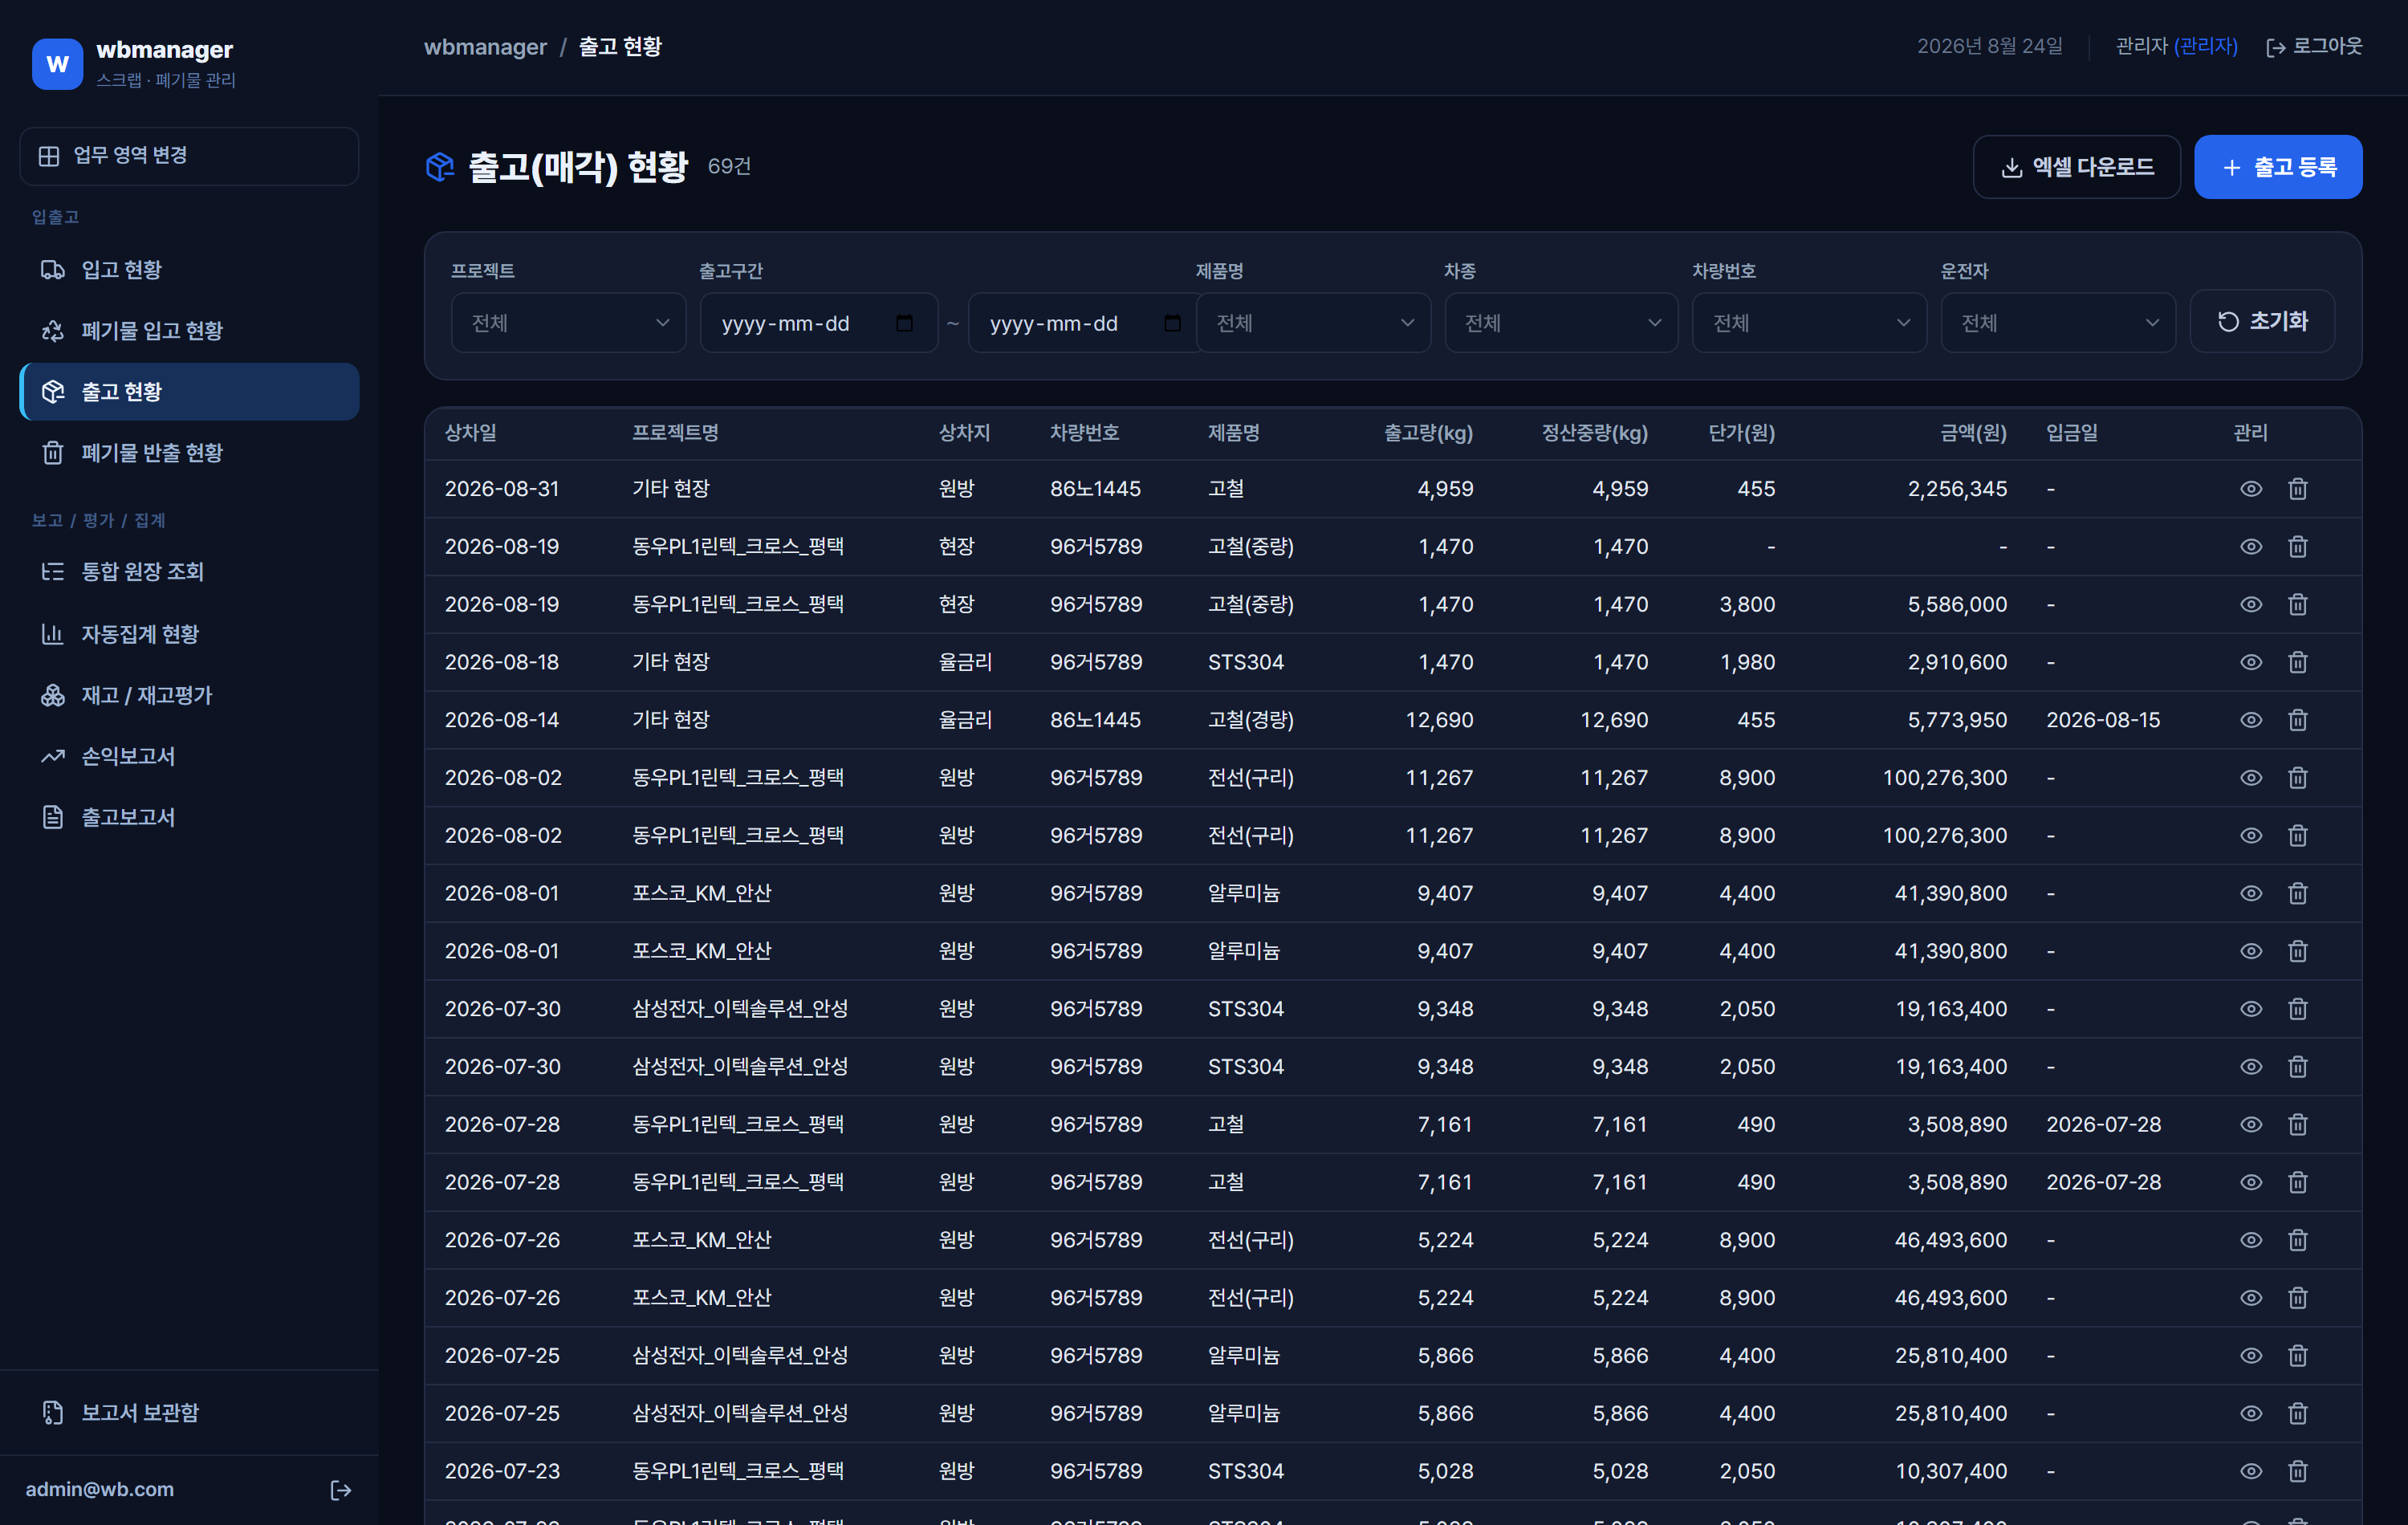 W
wbmanager
스크랩 · 폐기물 관리
업무 영역 변경
입출고
입고 현황
폐기물 입고 현황
출고 현황
폐기물 반출 현황
보고 / 평가 / 집계
통합 원장 조회
자동집계 현황
재고 / 재고평가
손익보고서
출고보고서
보고서 보관함
admin@wb.com
wbmanager / 출고 현황
2026년 8월 24일 관리자 (관리자) 로그아웃
출고(매각) 현황 69건
엑셀 다운로드
+ 출고 등록
프로젝트 출고구간 제품명 차종 차량번호 운전자
전체 yyyy-mm-dd ~ yyyy-mm-dd 전체 전체 전체 전체 초기화
상차일 프로젝트명 상차지 차량번호 제품명 출고량(kg) 정산중량(kg) 단가(원) 금액(원) 입금일 관리
2026-08-31 기타 현장 원방 86노1445 고철 4,959 4,959 455 2,256,345 -
2026-08-19 동우PL1린텍_크로스_평택 현장 96거5789 고철(중량) 1,470 1,470 - - -
2026-08-19 동우PL1린텍_크로스_평택 현장 96거5789 고철(중량) 1,470 1,470 3,800 5,586,000 -
2026-08-18 기타 현장 율금리 96거5789 STS304 1,470 1,470 1,980 2,910,600 -
2026-08-14 기타 현장 율금리 86노1445 고철(경량) 12,690 12,690 455 5,773,950 2026-08-15
2026-08-02 동우PL1린텍_크로스_평택 원방 96거5789 전선(구리) 11,267 11,267 8,900 100,276,300 -
2026-08-02 동우PL1린텍_크로스_평택 원방 96거5789 전선(구리) 11,267 11,267 8,900 100,276,300 -
2026-08-01 포스코_KM_안산 원방 96거5789 알루미늄 9,407 9,407 4,400 41,390,800 -
2026-08-01 포스코_KM_안산 원방 96거5789 알루미늄 9,407 9,407 4,400 41,390,800 -
2026-07-30 삼성전자_이텍솔루션_안성 원방 96거5789 STS304 9,348 9,348 2,050 19,163,400 -
2026-07-30 삼성전자_이텍솔루션_안성 원방 96거5789 STS304 9,348 9,348 2,050 19,163,400 -
2026-07-28 동우PL1린텍_크로스_평택 원방 96거5789 고철 7,161 7,161 490 3,508,890 2026-07-28
2026-07-28 동우PL1린텍_크로스_평택 원방 96거5789 고철 7,161 7,161 490 3,508,890 2026-07-28
2026-07-26 포스코_KM_안산 원방 96거5789 전선(구리) 5,224 5,224 8,900 46,493,600 -
2026-07-26 포스코_KM_안산 원방 96거5789 전선(구리) 5,224 5,224 8,900 46,493,600 -
2026-07-25 삼성전자_이텍솔루션_안성 원방 96거5789 알루미늄 5,866 5,866 4,400 25,810,400 -
2026-07-25 삼성전자_이텍솔루션_안성 원방 96거5789 알루미늄 5,866 5,866 4,400 25,810,400 -
2026-07-23 동우PL1린텍_크로스_평택 원방 96거5789 STS304 5,028 5,028 2,050 10,307,400 -